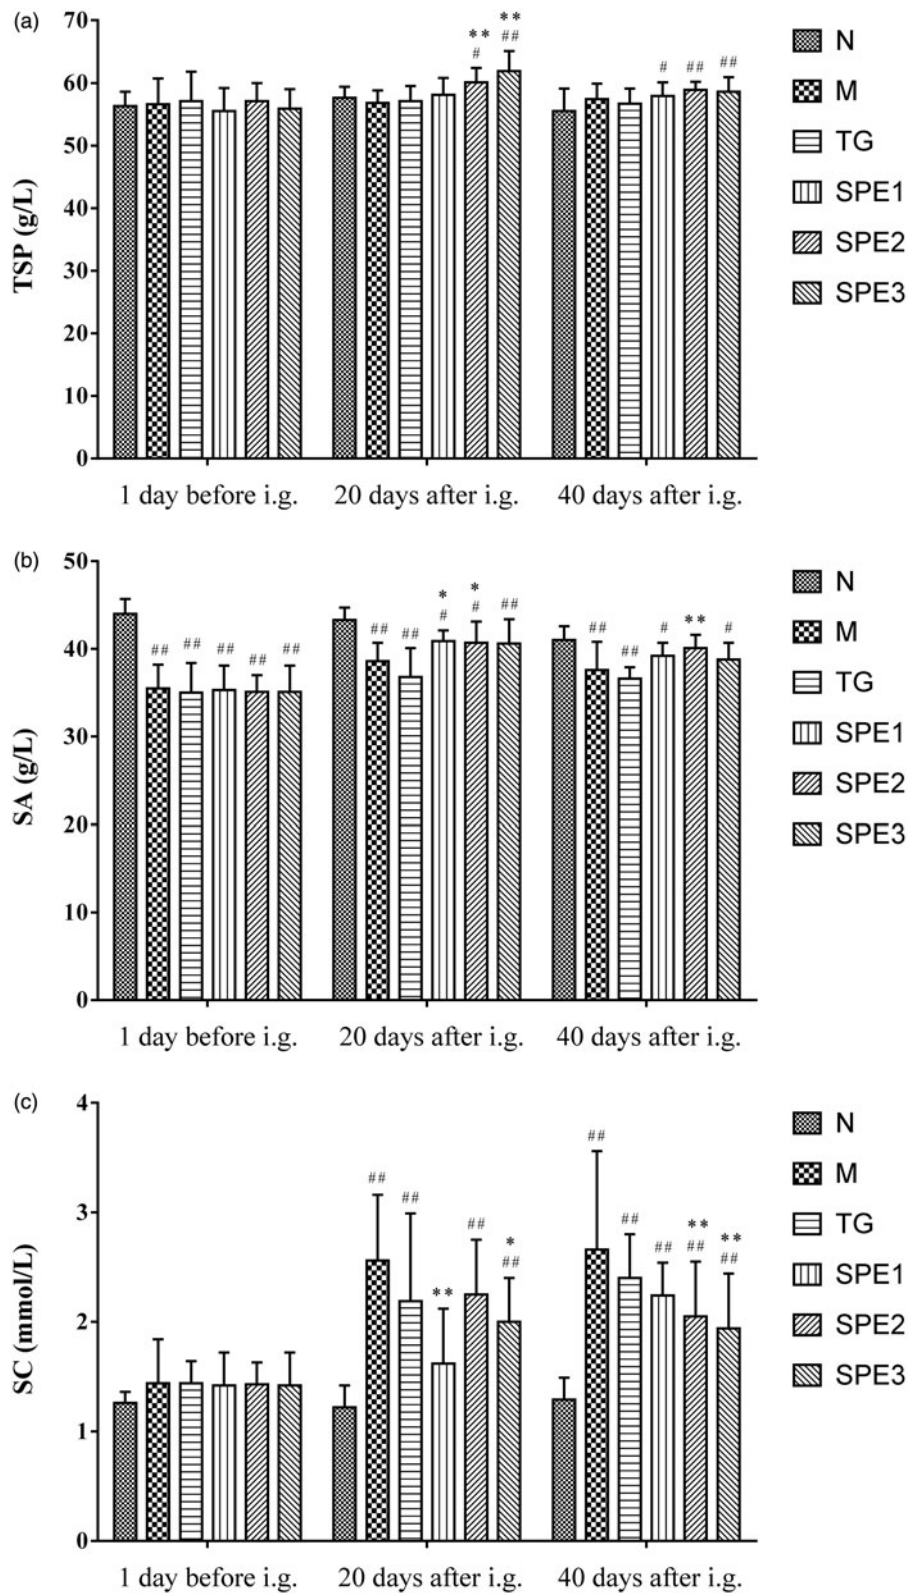 (a)
TSP (g/L)
70
60
50
40
30
20
10
0
** **
# ## # ## ##
1 day before i.g. 20 days after i.g. 40 days after i.g.
N
M
TG
SPE1
SPE2
SPE3
(b)
SA (g/L)
50
40
30
20
10
0
* * **
## ## ## ## ## ## ## # # ## ## ## # #
1 day before i.g. 20 days after i.g. 40 days after i.g.
N
M
TG
SPE1
SPE2
SPE3
(c)
SC (mmol/L)
4
3
2
1
0
## ## ** ## * ## ## ## ## ** ## ** ##
1 day before i.g. 20 days after i.g. 40 days after i.g.
N
M
TG
SPE1
SPE2
SPE3